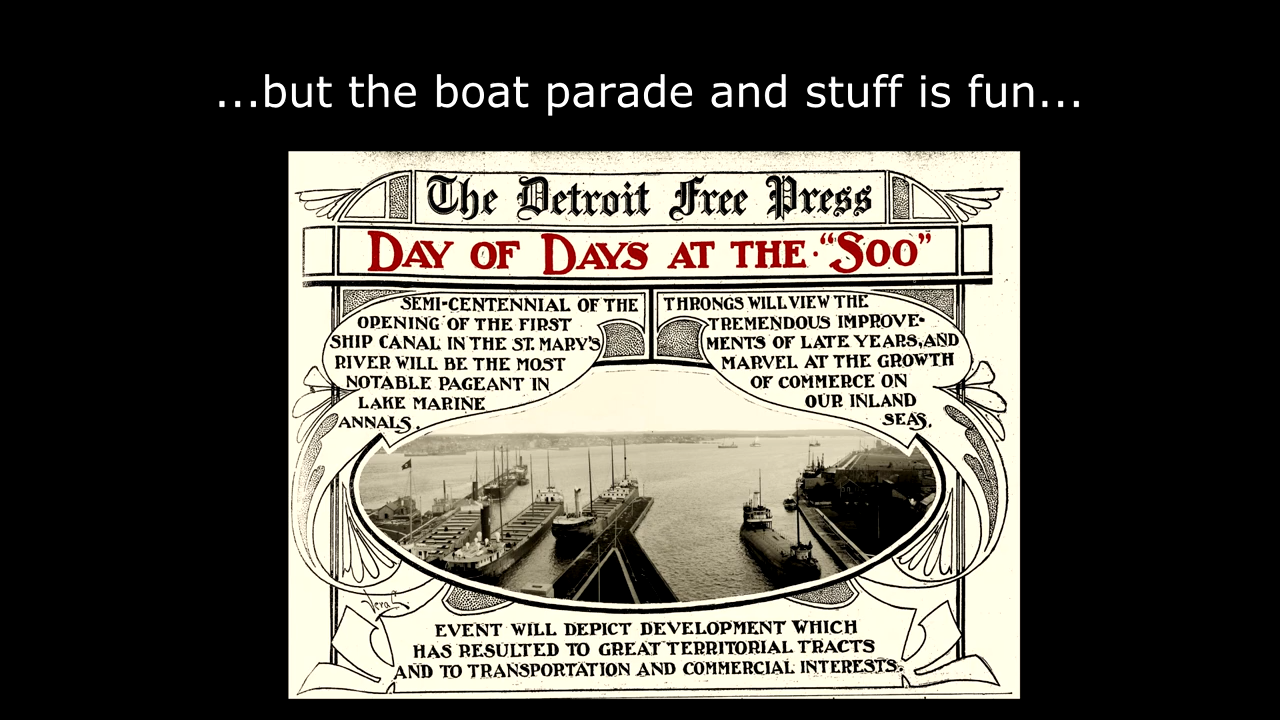 ...but the boat parade and stuff is fun...
The Detroit Free Press
DAY OF DAYS AT THE "SOO"
SEMI-CENTENNIAL OF THE
OPENING OF THE FIRST
SHIP CANAL IN THE ST. MARY'S
RIVER WILL BE THE MOST
NOTABLE PAGEANT IN
LAKE MARINE
ANNALS.
THRONGS WILL VIEW THE
TREMENDOUS IMPROVE-
MENTS OF LATE YEARS, AND
MARVEL AT THE GROWTH
OF COMMERCE ON
OUR INLAND
SEAS.
EVENT WILL DEPICT DEVELOPMENT WHICH
HAS RESULTED TO GREAT TERRITORIAL TRACTS
AND TO TRANSPORTATION AND COMMERCIAL INTERESTS.